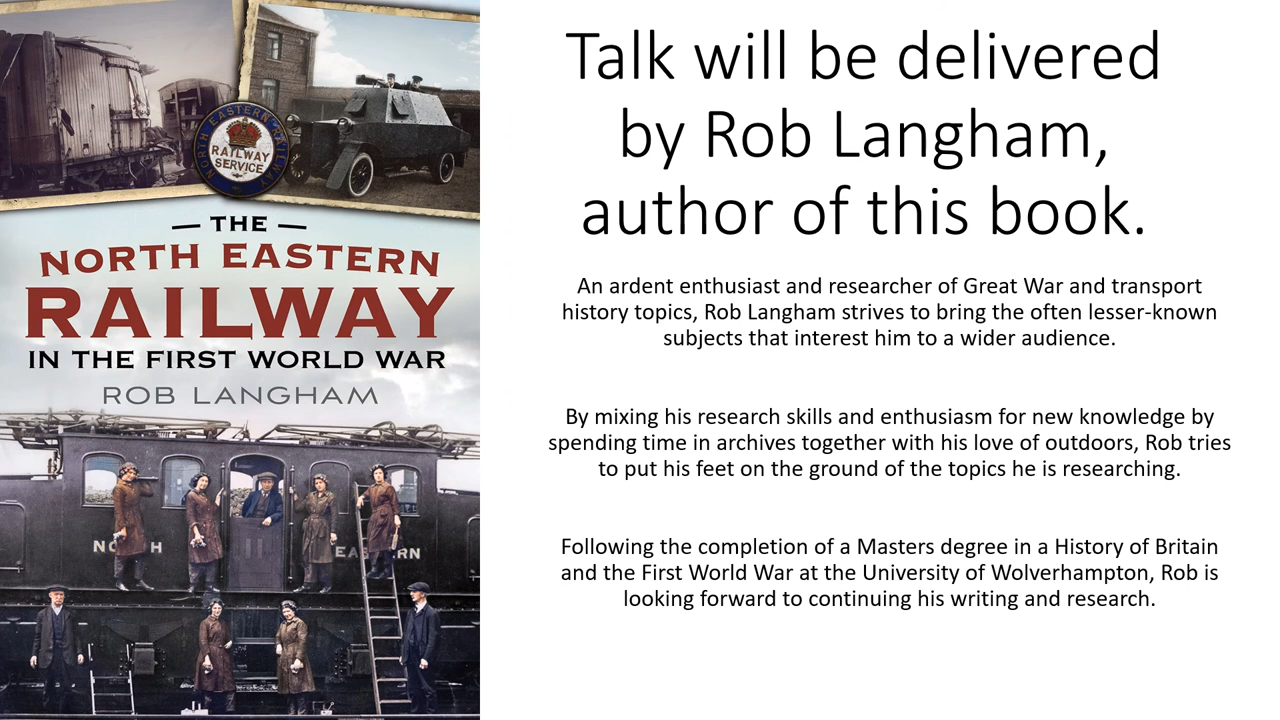 NORTH EASTERN RAILWAY
RAILWAY
SERVICE
THE
NORTH EASTERN
RAILWAY
IN THE FIRST WORLD WAR
ROB LANGHAM
Talk will be delivered
by Rob Langham,
author of this book.
An ardent enthusiast and researcher of Great War and transport
history topics, Rob Langham strives to bring the often lesser-known
subjects that interest him to a wider audience.
By mixing his research skills and enthusiasm for new knowledge by
spending time in archives together with his love of outdoors, Rob tries
to put his feet on the ground of the topics he is researching.
Following the completion of a Masters degree in a History of Britain
and the First World War at the University of Wolverhampton, Rob is
looking forward to continuing his writing and research.